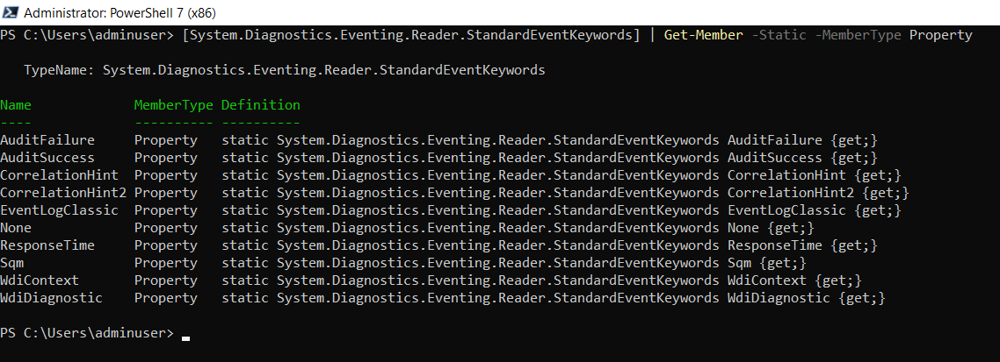 Administrator: PowerShell 7 (x86)
PS C:\Users\adminuser> [System.Diagnostics.Eventing.Reader.StandardEventKeywords] | Get-Member -Static -MemberType Property
TypeName: System.Diagnostics.Eventing.Reader.StandardEventKeywords
Name MemberType Definition
---- ---------- ----------
AuditFailure Property static System.Diagnostics.Eventing.Reader.StandardEventKeywords AuditFailure {get;}
AuditSuccess Property static System.Diagnostics.Eventing.Reader.StandardEventKeywords AuditSuccess {get;}
CorrelationHint Property static System.Diagnostics.Eventing.Reader.StandardEventKeywords CorrelationHint {get;}
CorrelationHint2 Property static System.Diagnostics.Eventing.Reader.StandardEventKeywords CorrelationHint2 {get;}
EventLogClassic Property static System.Diagnostics.Eventing.Reader.StandardEventKeywords EventLogClassic {get;}
None Property static System.Diagnostics.Eventing.Reader.StandardEventKeywords None {get;}
ResponseTime Property static System.Diagnostics.Eventing.Reader.StandardEventKeywords ResponseTime {get;}
Sqm Property static System.Diagnostics.Eventing.Reader.StandardEventKeywords Sqm {get;}
WdiContext Property static System.Diagnostics.Eventing.Reader.StandardEventKeywords WdiContext {get;}
WdiDiagnostic Property static System.Diagnostics.Eventing.Reader.StandardEventKeywords WdiDiagnostic {get;}
PS C:\Users\adminuser>